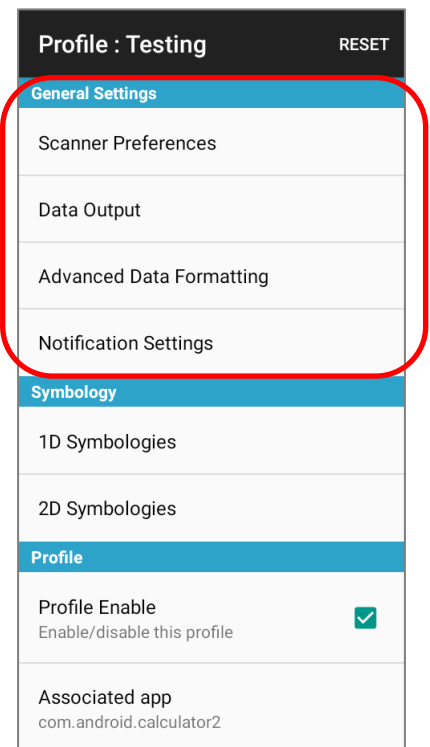 Profile : Testing RESET
General Settings
Scanner Preferences
Data Output
Advanced Data Formatting
Notification Settings
Symbology
1D Symbologies
2D Symbologies
Profile
Profile Enable
Enable/disable this profile
Associated app
com.android.calculator2